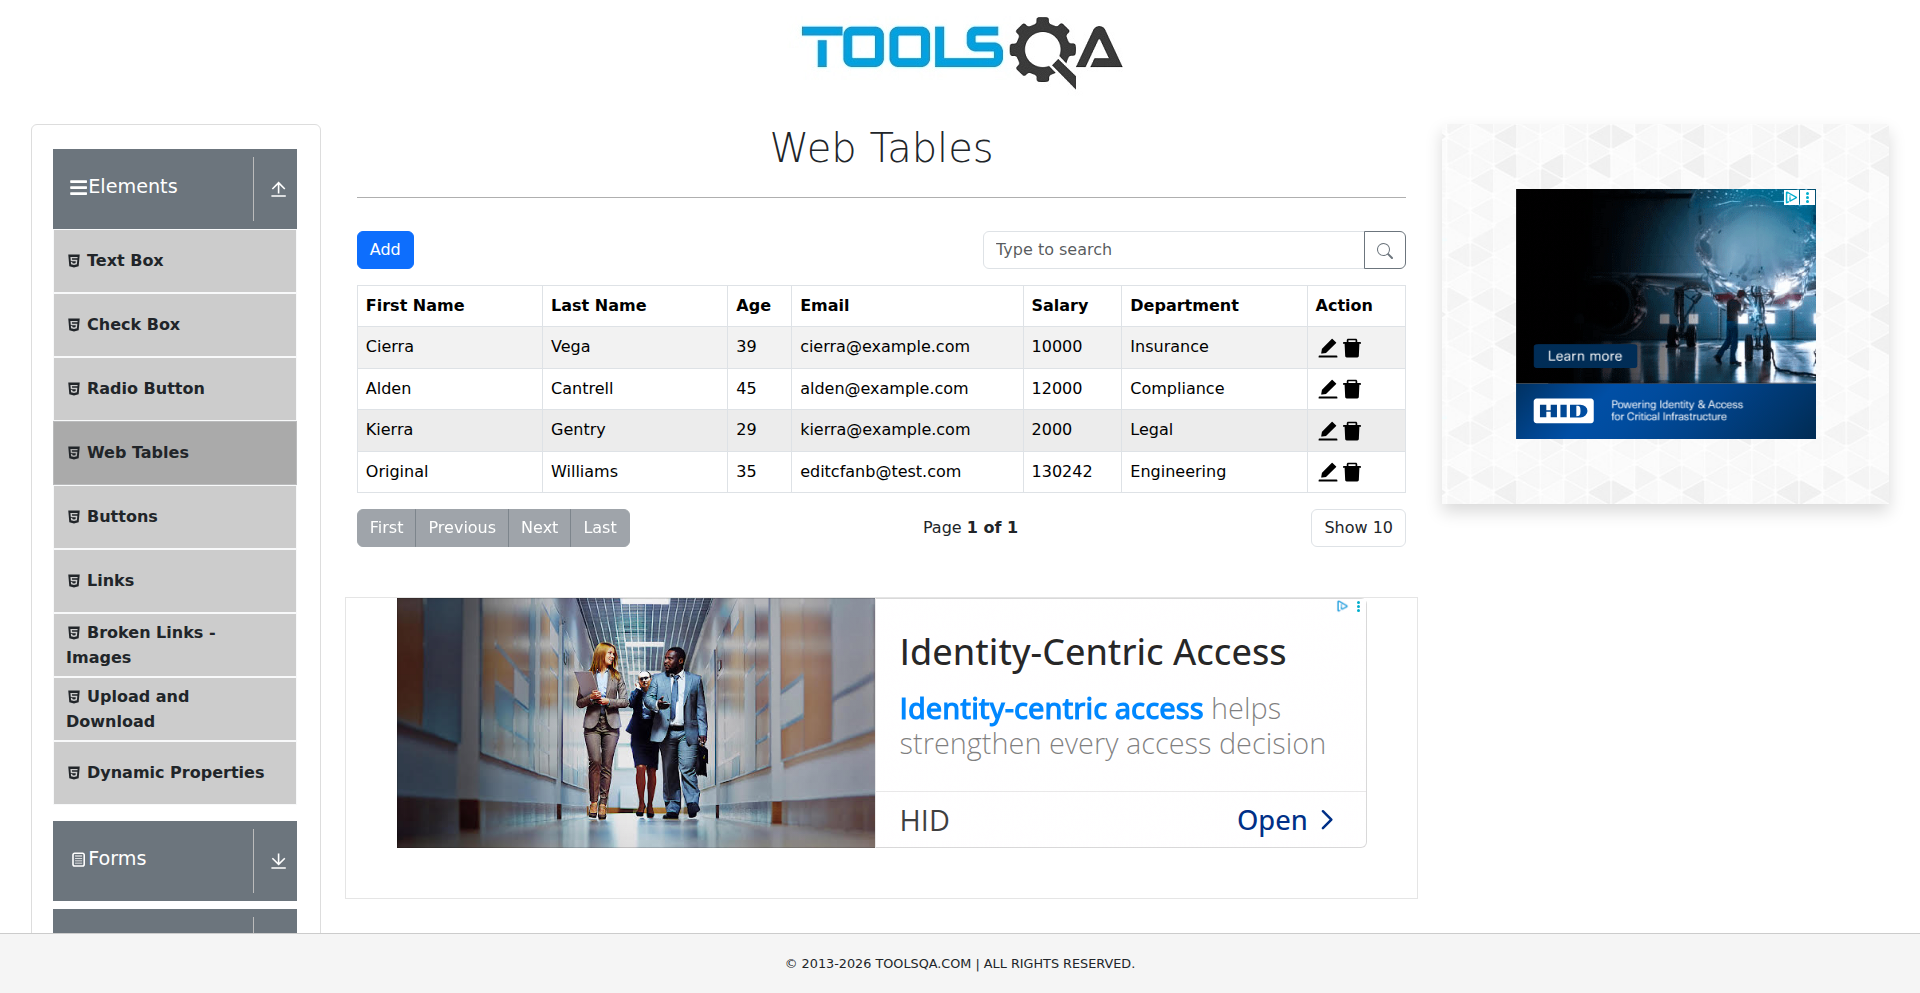 TOOLSQA
Web Tables
Elements
Text Box
Check Box
Radio Button
Web Tables
Buttons
Links
Broken Links -
Images
Upload and
Download
Dynamic Properties
Forms
Add
Type to search
First Name Last Name Age Email Salary Department Action
Cierra Vega 39 cierra@example.com 10000 Insurance
Alden Cantrell 45 alden@example.com 12000 Compliance
Kierra Gentry 29 kierra@example.com 2000 Legal
Original Williams 35 editcfanb@test.com 130242 Engineering
First Previous Next Last
Page 1 of 1
Show 10
Learn more
HID
Powering Identity & Access
for Critical Infrastructure
Identity-Centric Access
Identity-centric access helps
strengthen every access decision
HID
Open
© 2013-2026 TOOLSQA.COM | ALL RIGHTS RESERVED.